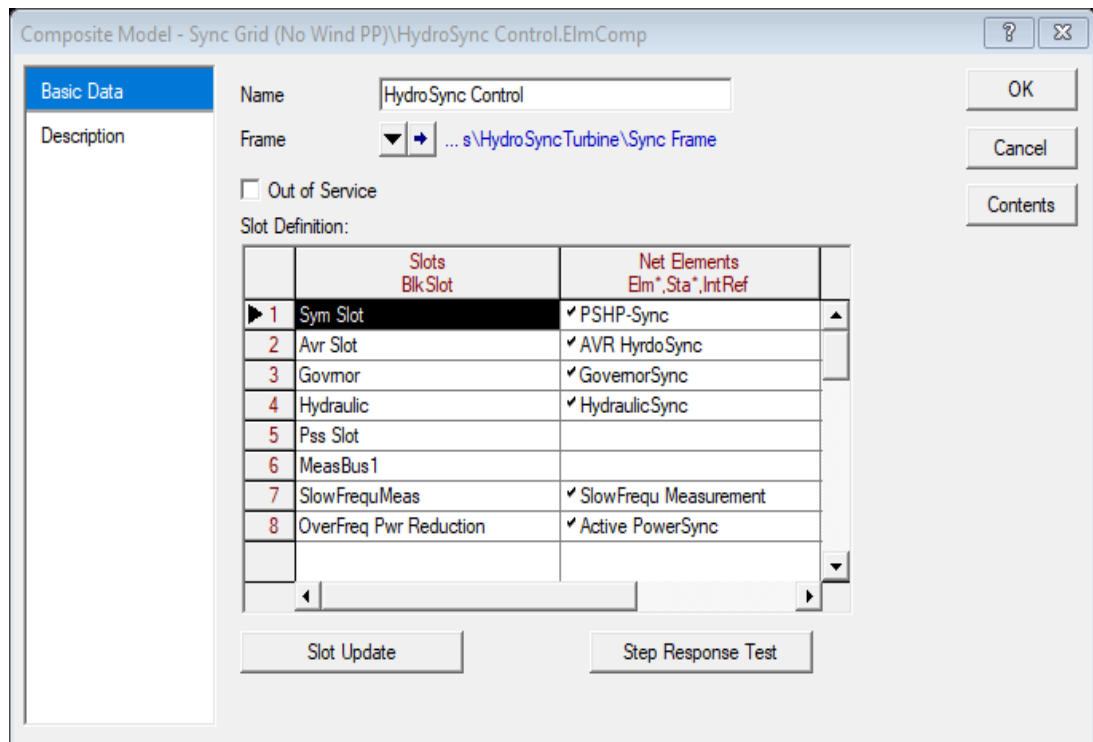 Composite Model - Sync Grid (No Wind PP)\HydroSync Control.ElmComp
Basic Data
Description
Name HydroSync Control
Frame ... s\HydroSyncTurbine\Sync Frame
Out of Service
Slot Definition:
Slots Net Elements
BlkSlot Elm*,Sta*,IntRef
1 Sym Slot PSHP-Sync
2 Avr Slot AVR HyrdoSync
3 Govrnor GovernorSync
4 Hydraulic HydraulicSync
5 Pss Slot
6 MeasBus1
7 SlowFrequMeas SlowFrequ Measurement
8 OverFreq Pwr Reduction Active PowerSync
Slot Update Step Response Test
OK
Cancel
Contents